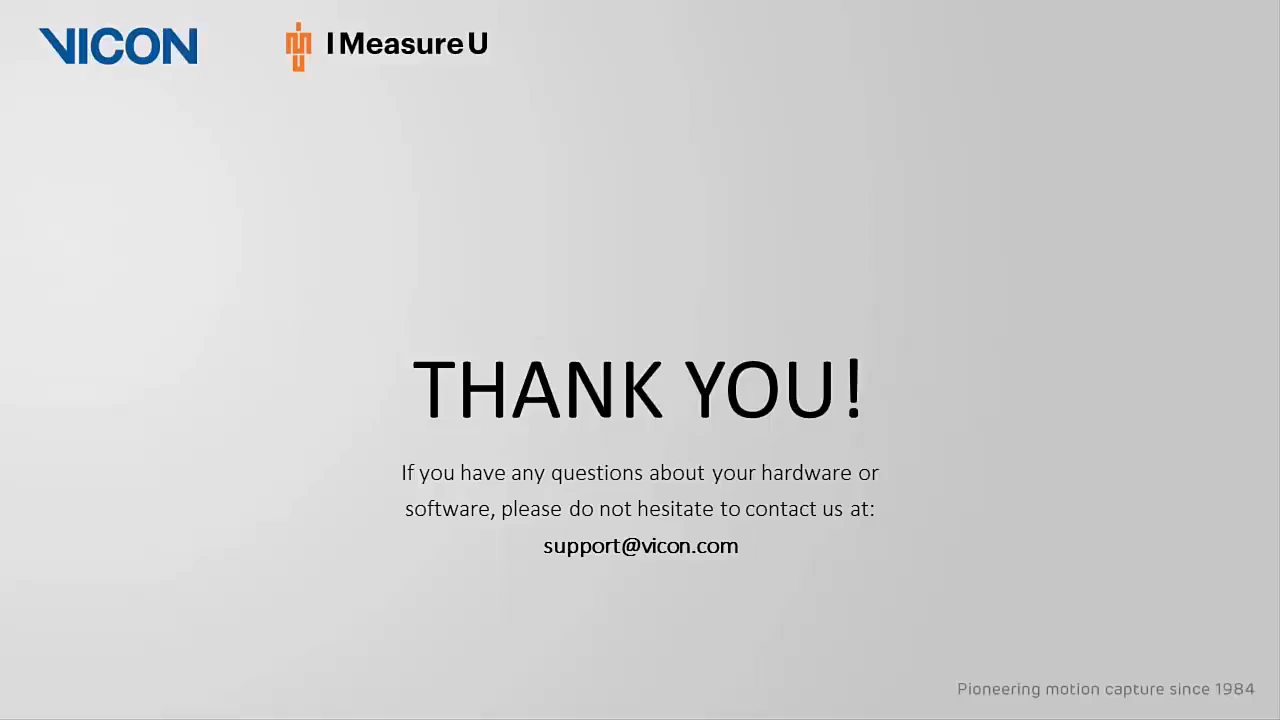 VICON
I Measure U
THANK YOU!
If you have any questions about your hardware or
software, please do not hesitate to contact us at:
support@vicon.com
Pioneering motion capture since 1984